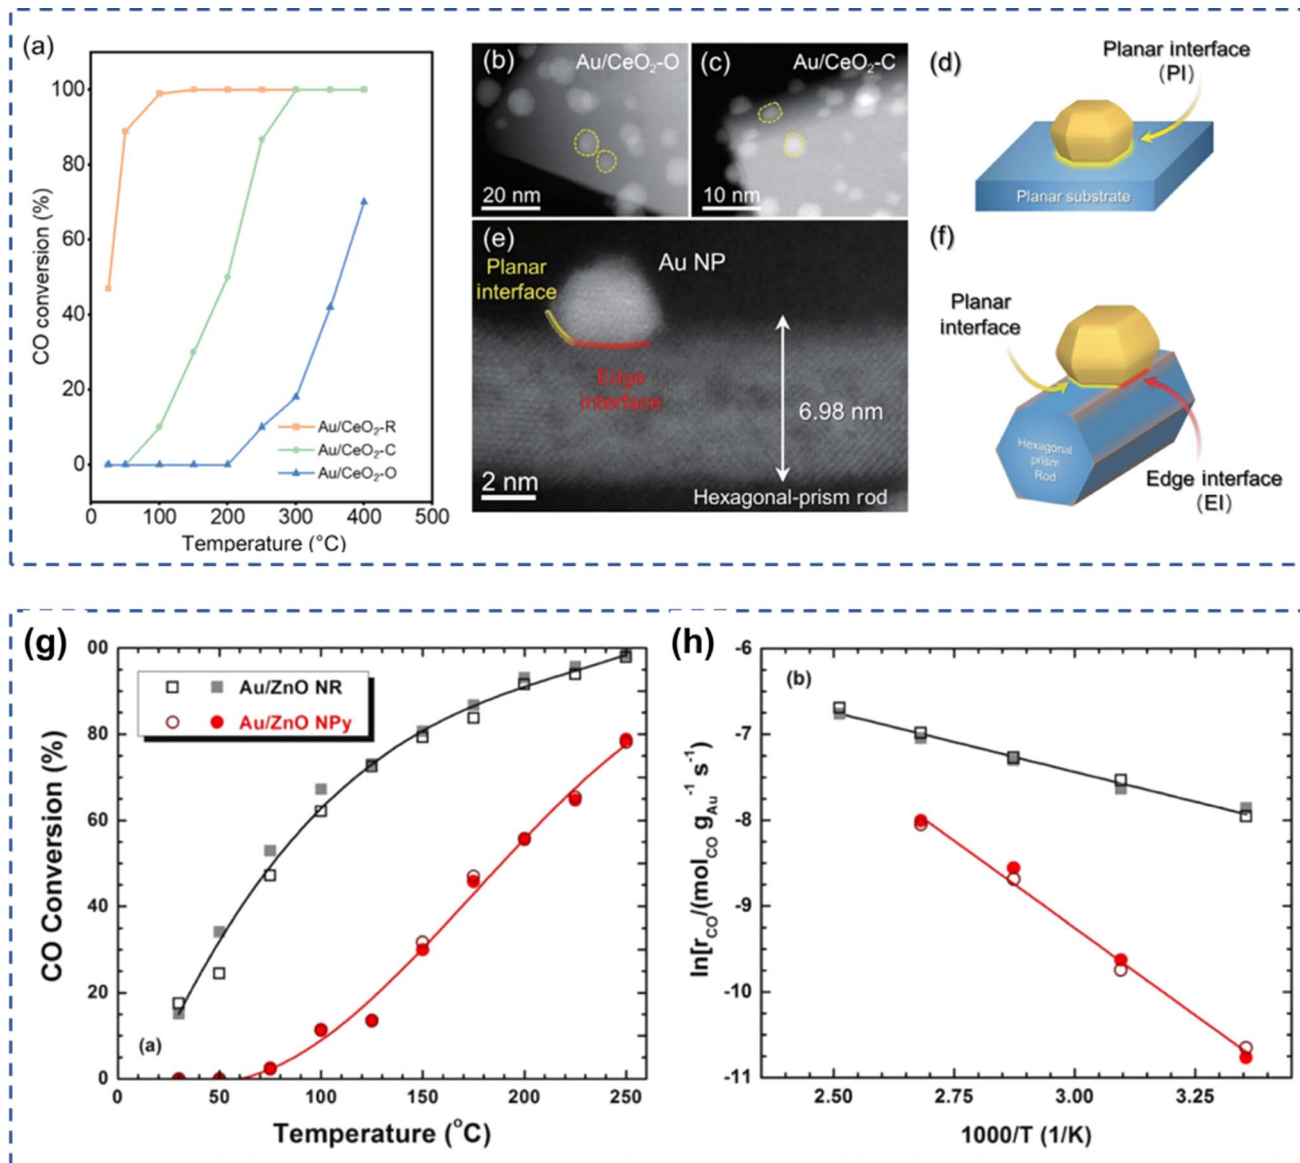 (a)
100
80
60
40
20
0
CO conversion (%)
Au/CeO₂-R
Au/CeO₂-C
Au/CeO₂-O
0 100 200 300 400 500
Temperature (°C)
(b) Au/CeO₂-O
20 nm
(c) Au/CeO₂-C
10 nm
(d)
Planar interface
(PI)
Planar substrate
(e)
Planar
interface
Au NP
Edge
interface
6.98 nm
2 nm
Hexagonal-prism rod
(f)
Planar
interface
Hexagonal
prism
Rod
Edge interface
(EI)
(g)
00
80
60
40
20
0
CO Conversion (%)
Au/ZnO NR
Au/ZnO NPy
(a)
0 50 100 150 200 250
Temperature (°C)
(h)
-6
-7
-8
-9
-10
-11
ln[r_CO/(mol_CO g_Au⁻¹ s⁻¹)
(b)
2.50 2.75 3.00 3.25
1000/T (1/K)